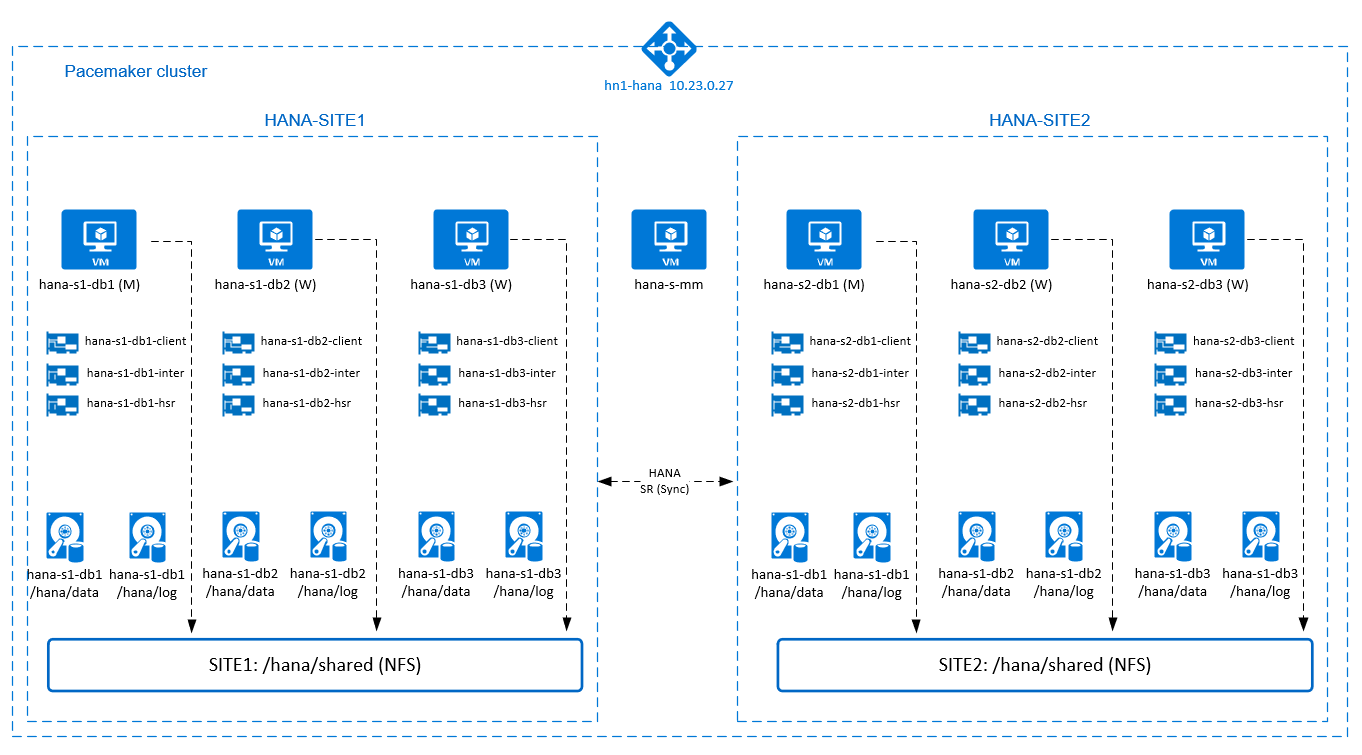 Pacemaker cluster
hn1-hana 10.23.0.27
HANA-SITE1
HANA-SITE2
VM
VM
VM
VM
VM
VM
VM
hana-s1-db1 (M)
hana-s1-db2 (W)
hana-s1-db3 (W)
hana-s-mm
hana-s2-db1 (M)
hana-s2-db2 (W)
hana-s2-db3 (W)
hana-s1-db1-client
hana-s1-db2-client
hana-s1-db3-client
hana-s2-db1-client
hana-s2-db2-client
hana-s2-db3-client
hana-s1-db1-inter
hana-s1-db2-inter
hana-s1-db3-inter
hana-s2-db1-inter
hana-s2-db2-inter
hana-s2-db3-inter
hana-s1-db1-hsr
hana-s1-db2-hsr
hana-s1-db3-hsr
hana-s2-db1-hsr
hana-s2-db2-hsr
hana-s2-db3-hsr
HANA
SR (Sync)
hana-s1-db1
/hana/data
hana-s1-db1
/hana/log
hana-s1-db2
/hana/data
hana-s1-db2
/hana/log
hana-s1-db3
/hana/data
hana-s1-db3
/hana/log
hana-s1-db1
/hana/data
hana-s1-db1
/hana/log
hana-s1-db2
/hana/data
hana-s1-db2
/hana/log
hana-s1-db3
/hana/data
hana-s1-db3
/hana/log
SITE1: /hana/shared (NFS)
SITE2: /hana/shared (NFS)